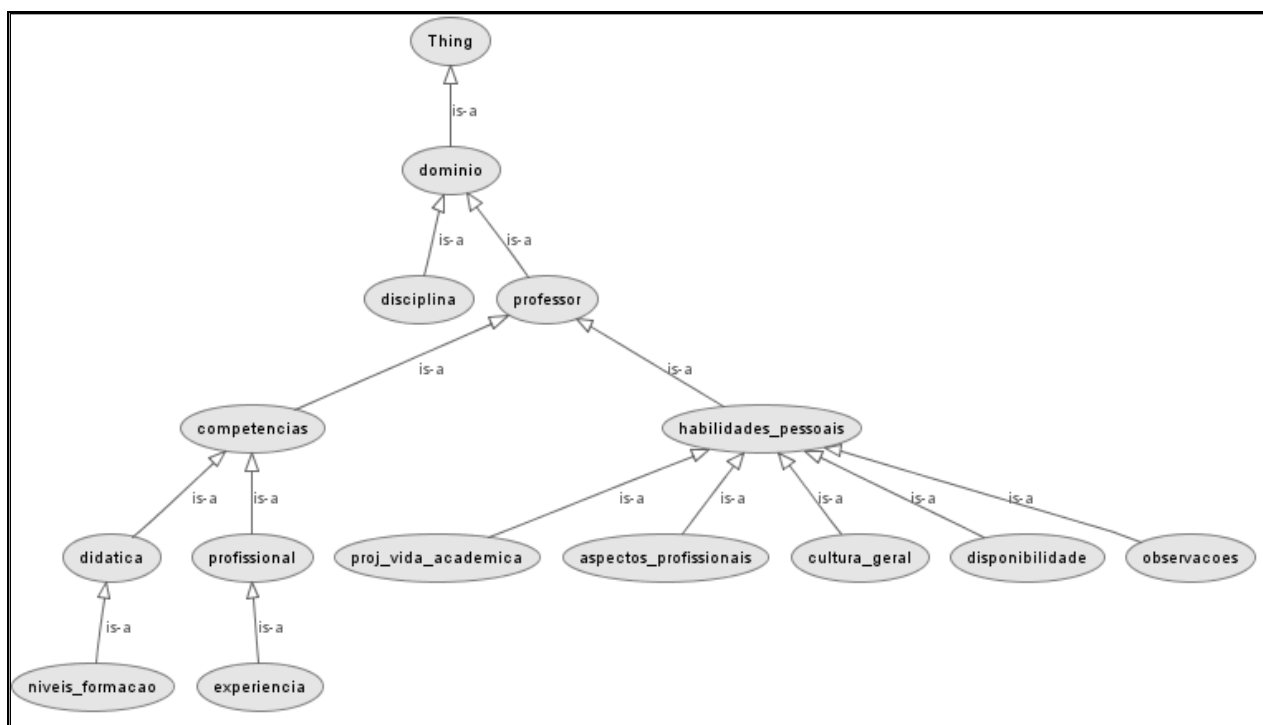 Thing
is-a
dominio
is-a
is-a
disciplina
professor
is-a
is-a
competencias
habilidades_pessoais
is-a
is-a
is-a
is-a
is-a
is-a
is-a
didatica
profissional
proj_vida_academica
aspectos_profissionais
cultura_geral
disponibilidade
observacoes
is-a
is-a
niveis_formacao
experiencia